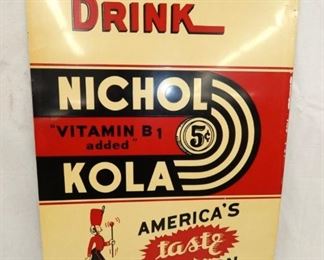 DRINK
NICHOL
"VITAMIN B1
added"
5¢
KOLA
AMERICA'S
taste